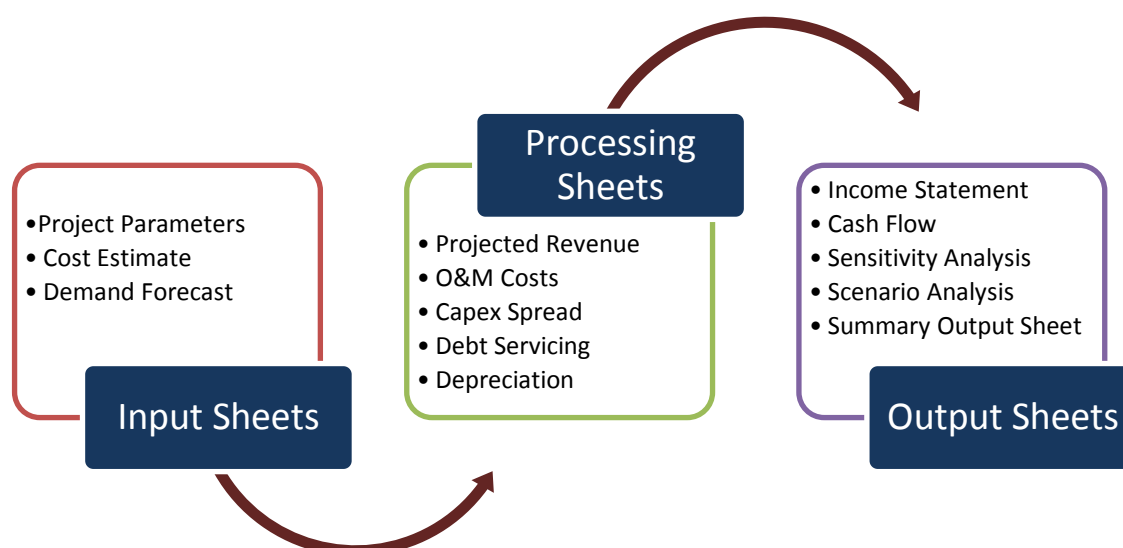 •Project Parameters
• Cost Estimate
• Demand Forecast
Input Sheets
Processing
Sheets
• Projected Revenue
• O&M Costs
• Capex Spread
• Debt Servicing
• Depreciation
• Income Statement
• Cash Flow
• Sensitivity Analysis
• Scenario Analysis
• Summary Output Sheet
Output Sheets